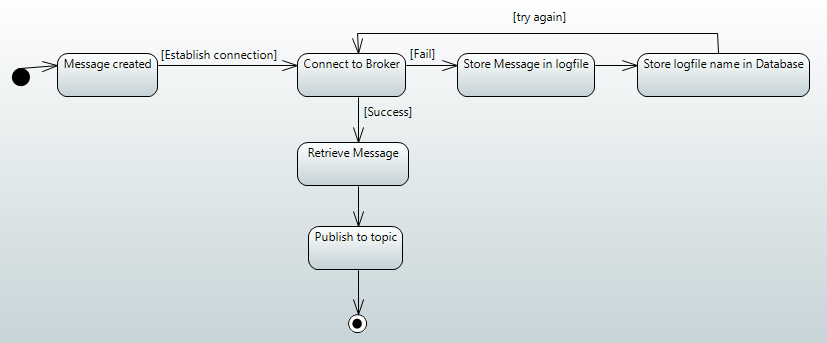 [try again]
Message created
[Establish connection]
Connect to Broker
[Fail]
Store Message in logfile
Store logfile name in Database
[Success]
Retrieve Message
Publish to topic